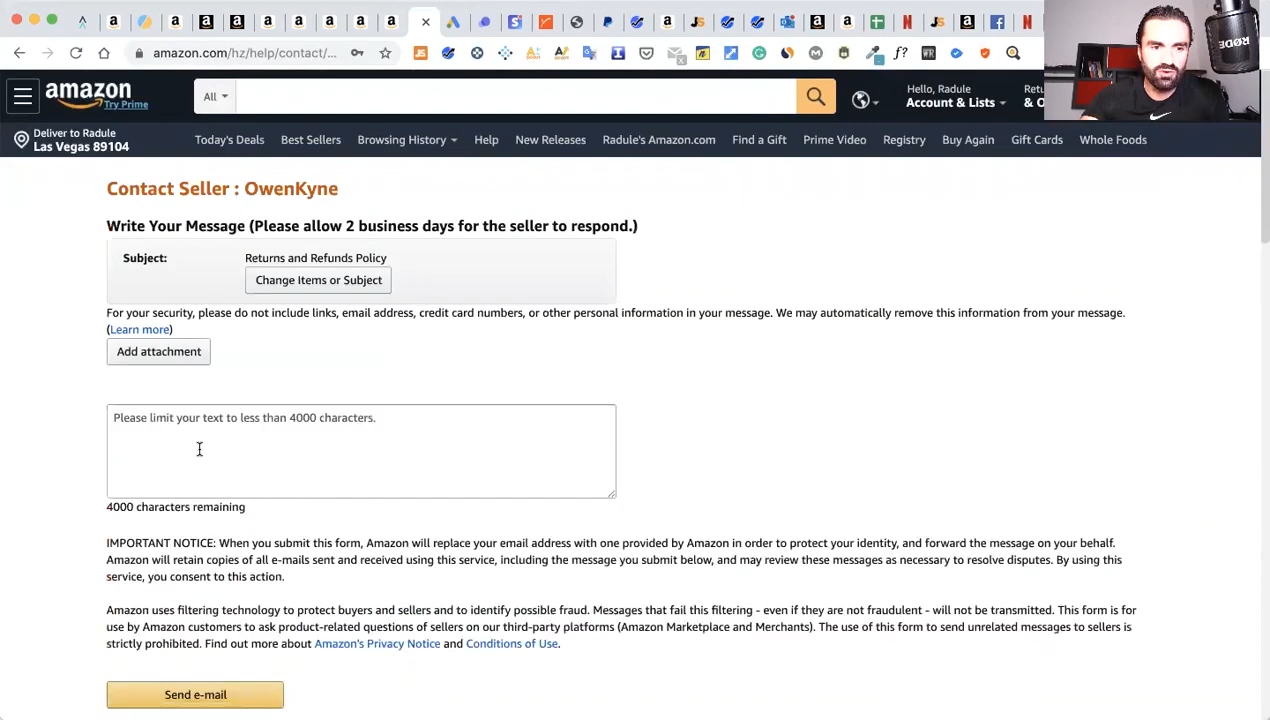 amazon.com/hz/help/contact/...
amazon
Try Prime
All
Hello, Radule
Account & Lists
Retu
& O
RØDE
Deliver to Radule
Las Vegas 89104
Today's Deals
Best Sellers
Browsing History
Help
New Releases
Radule's Amazon.com
Find a Gift
Prime Video
Registry
Buy Again
Gift Cards
Whole Foods
Contact Seller : OwenKyne
Write Your Message (Please allow 2 business days for the seller to respond.)
Subject:
Returns and Refunds Policy
Change Items or Subject
For your security, please do not include links, email address, credit card numbers, or other personal information in your message. We may automatically remove this information from your message.
(Learn more)
Add attachment
Please limit your text to less than 4000 characters.
4000 characters remaining
IMPORTANT NOTICE: When you submit this form, Amazon will replace your email address with one provided by Amazon in order to protect your identity, and forward the message on your behalf.
Amazon will retain copies of all e-mails sent and received using this service, including the message you submit below, and may review these messages as necessary to resolve disputes. By using this
service, you consent to this action.
Amazon uses filtering technology to protect buyers and sellers and to identify possible fraud. Messages that fail this filtering - even if they are not fraudulent - will not be transmitted. This form is for
use by Amazon customers to ask product-related questions of sellers on our third-party platforms (Amazon Marketplace and Merchants). The use of this form to send unrelated messages to sellers is
strictly prohibited. Find out more about Amazon's Privacy Notice and Conditions of Use.
Send e-mail